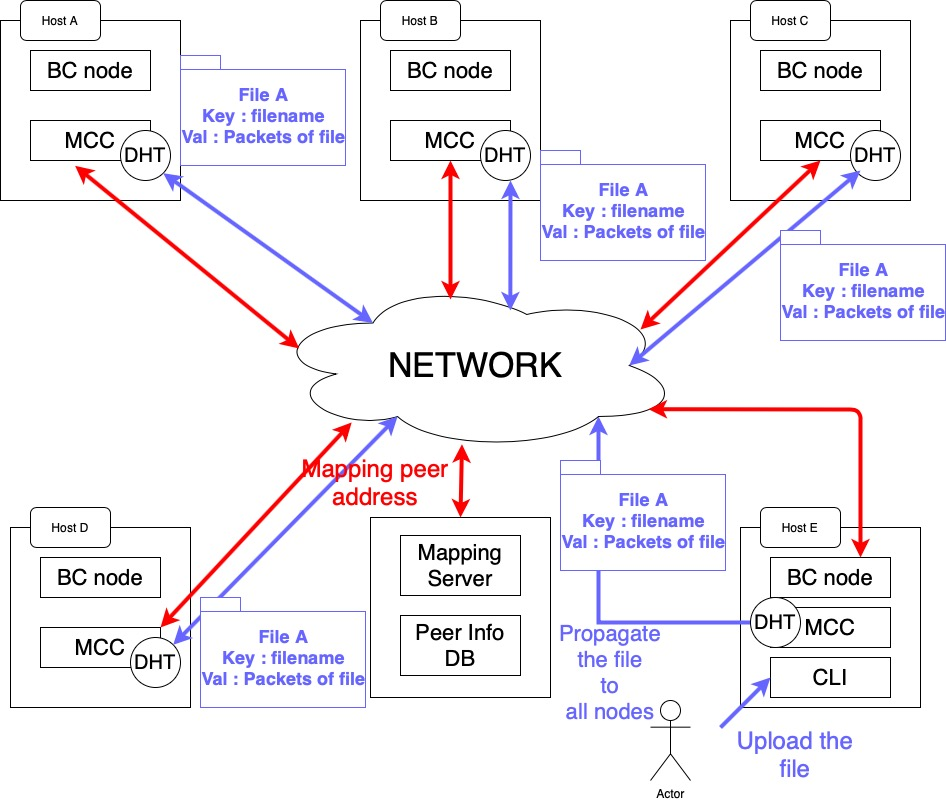 Host A
BC node
MCC
DHT
File A
Key : filename
Val : Packets of file
Host B
BC node
MCC
DHT
File A
Key : filename
Val : Packets of file
Host C
BC node
MCC
DHT
File A
Key : filename
Val : Packets of file
NETWORK
Mapping peer
address
Host D
BC node
MCC
DHT
File A
Key : filename
Val : Packets of file
Mapping
Server
Peer Info
DB
File A
Key : filename
Val : Packets of file
Propagate
the file
to
all nodes
Host E
BC node
DHT
MCC
CLI
Upload the
file
Actor